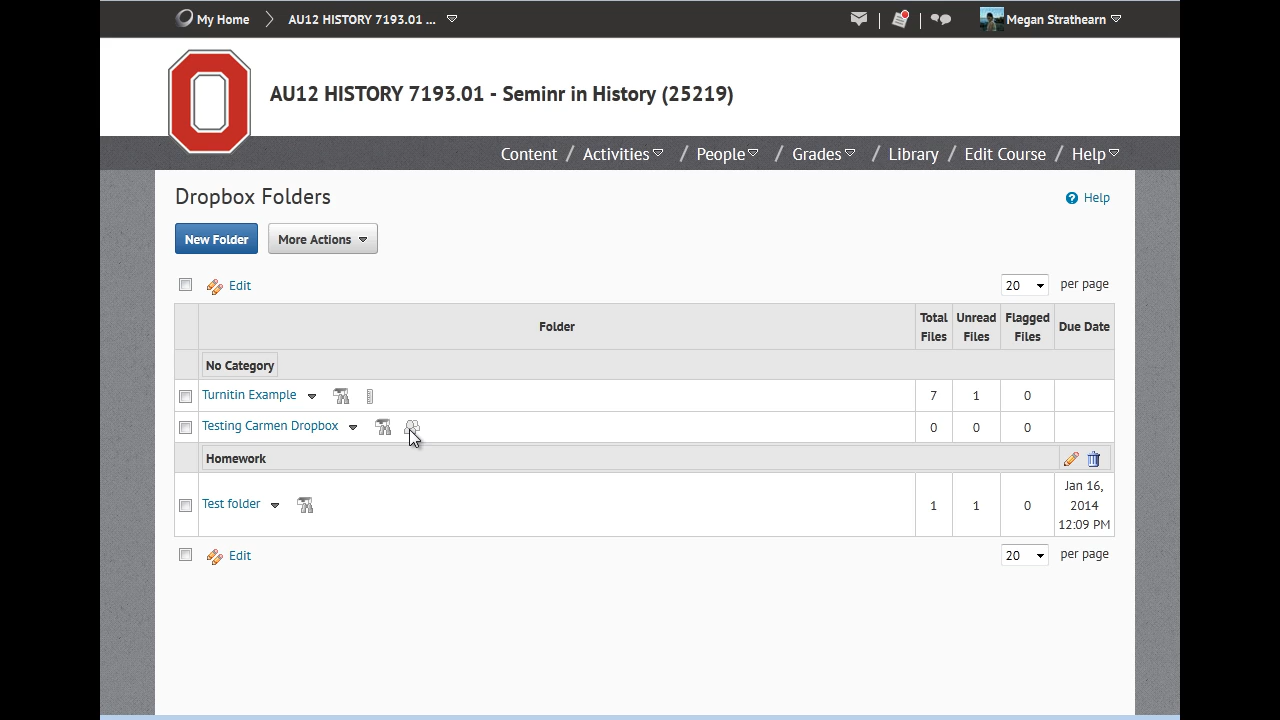 My Home
AU12 HISTORY 7193.01 ...
Megan Strathearn
AU12 HISTORY 7193.01 - Seminr in History (25219)
Content / Activities / People / Grades / Library / Edit Course / Help
Dropbox Folders
Help
New Folder
More Actions
Edit
20 per page
Folder
Total Files
Unread Files
Flagged Files
Due Date
No Category
Turnitin Example 7 1 0
Testing Carmen Dropbox 0 0 0
Homework
Test folder 1 1 0 Jan 16, 2014 12:09 PM
Edit
20 per page